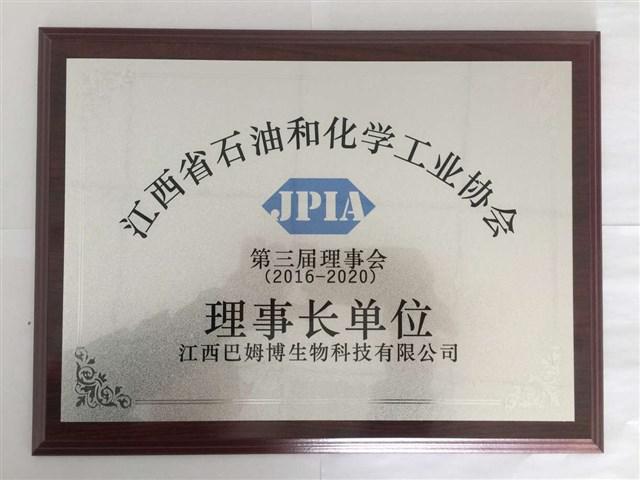 江西省石油和化学工业协会
JPIA
第三届理事会
(2016-2020)
理事长单位
江西巴姆博生物科技有限公司